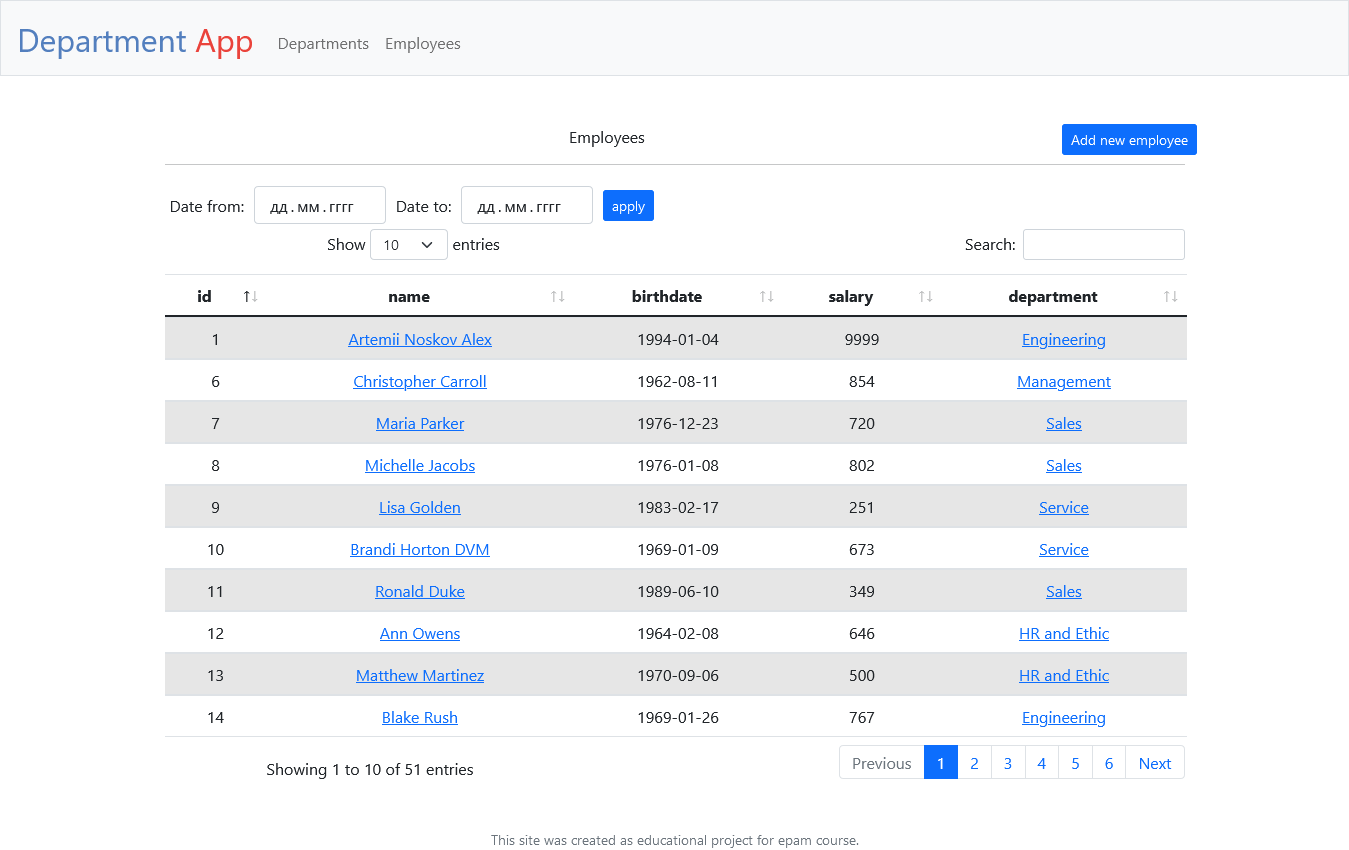 Department App Departments Employees
Employees Add new employee
Date from: дд.мм.гггг Date to: дд.мм.гггг apply
Show 10 entries Search:
id name birthdate salary department
1 Artemii Noskov Alex 1994-01-04 9999 Engineering
6 Christopher Carroll 1962-08-11 854 Management
7 Maria Parker 1976-12-23 720 Sales
8 Michelle Jacobs 1976-01-08 802 Sales
9 Lisa Golden 1983-02-17 251 Service
10 Brandi Horton DVM 1969-01-09 673 Service
11 Ronald Duke 1989-06-10 349 Sales
12 Ann Owens 1964-02-08 646 HR and Ethic
13 Matthew Martinez 1970-09-06 500 HR and Ethic
14 Blake Rush 1969-01-26 767 Engineering
Showing 1 to 10 of 51 entries Previous 1 2 3 4 5 6 Next
This site was created as educational project for epam course.